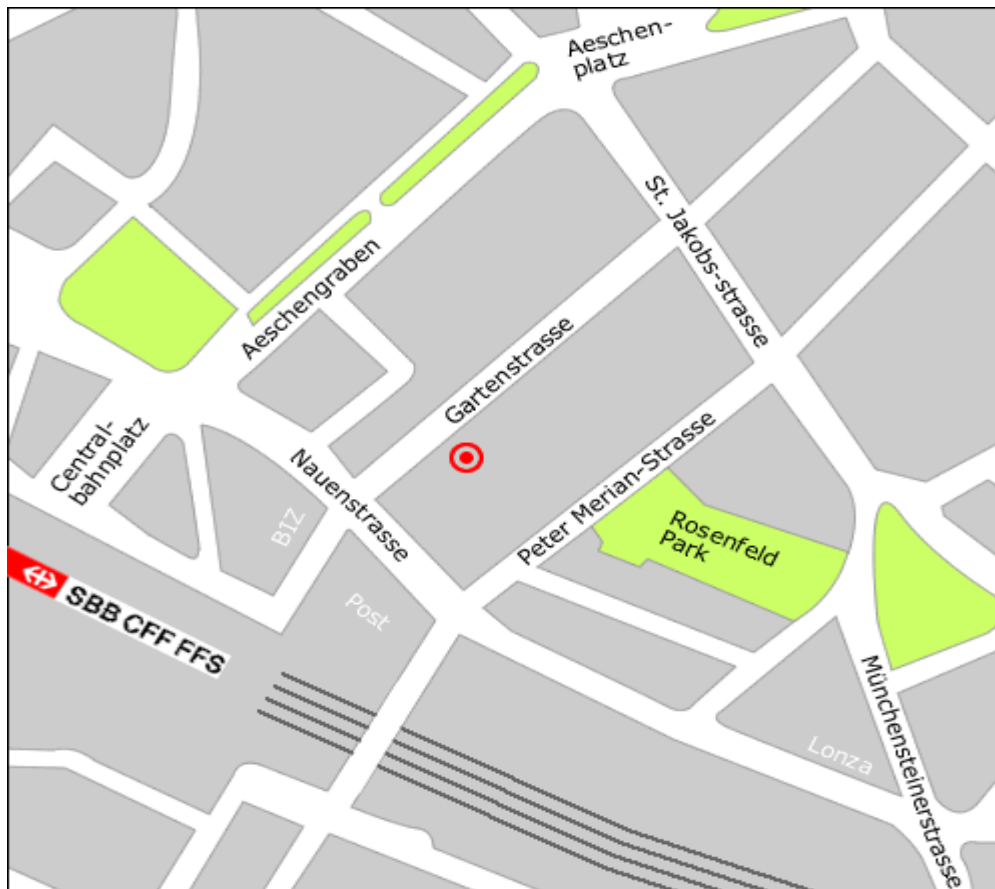 Aeschen-
platz
St. Jakobs-strasse
Aeschengraben
Gartenstrasse
Central-
bahnplatz
Nauenstrasse
Peter Merian-Strasse
BIZ
Rosenfeld
Park
SBB CFF FFS
Post
Münchensteinerstrasse
Lonza